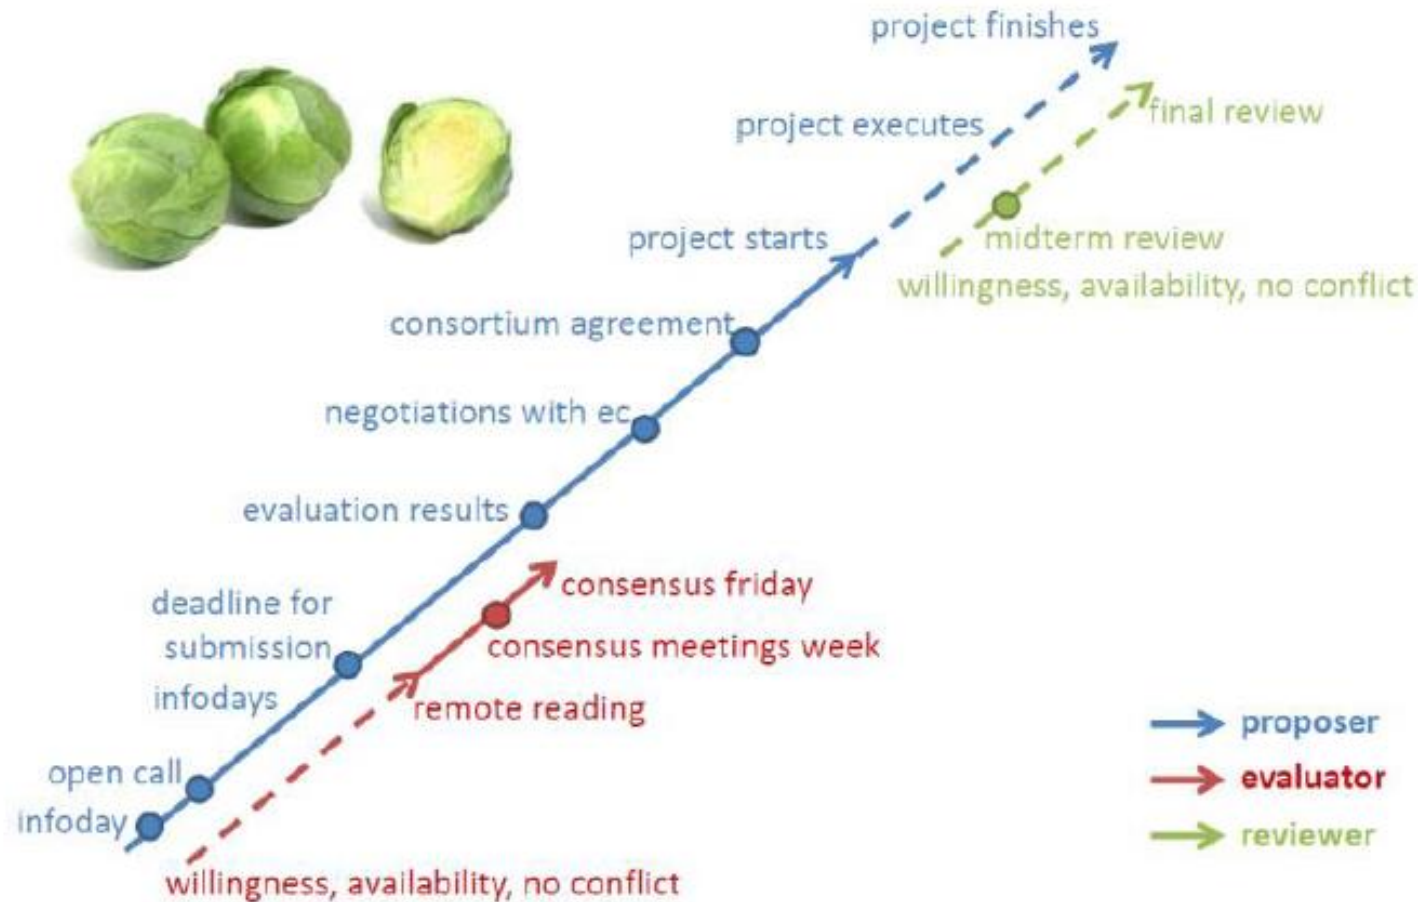 project finishes
final review
project executes
project starts
midterm review
willingness, availability, no conflict
consortium agreement
negotiations with ec
evaluation results
consensus friday
deadline for
submission
consensus meetings week
infodays
remote reading
proposer
open call
evaluator
infoday
reviewer
willingness, availability, no conflict